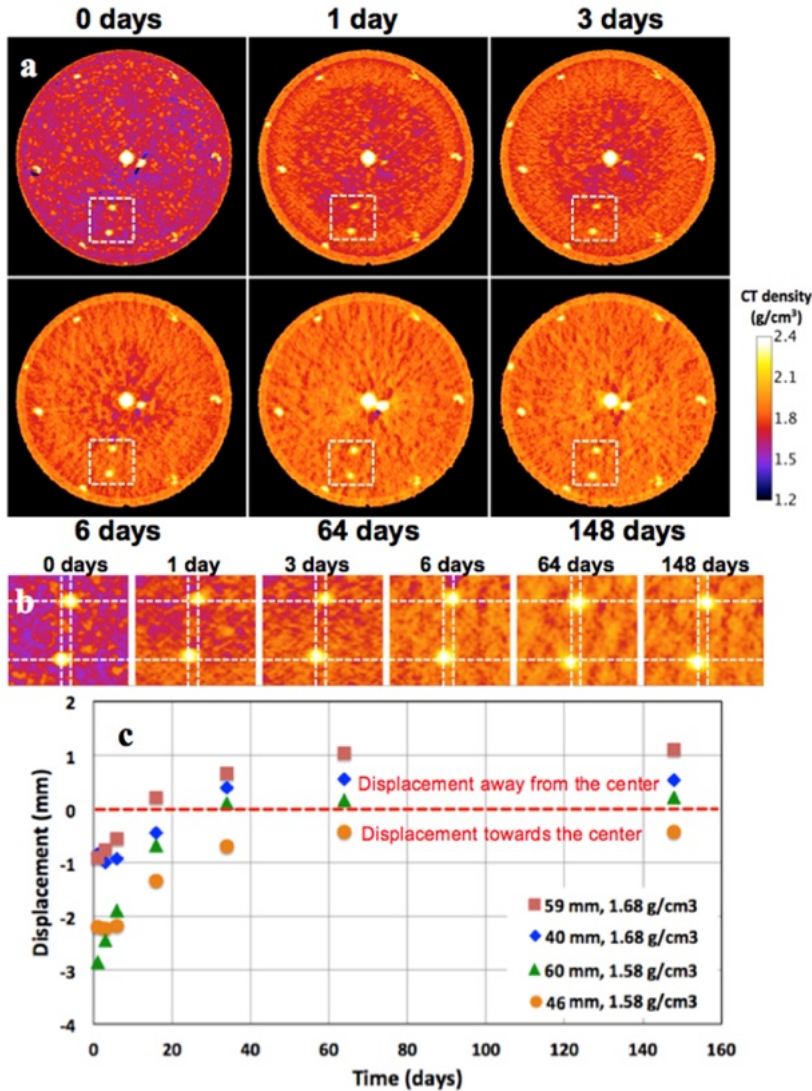 0 days 1 day 3 days
a
CT density
(g/cm³)
2.4
2.1
1.8
1.5
1.2
6 days 64 days 148 days
0 days 1 day 3 days 6 days 64 days 148 days
b
c
2
1
0
-1
-2
-3
-4
Displacement (mm)
Displacement away from the center
Displacement towards the center
59 mm, 1.68 g/cm3
40 mm, 1.68 g/cm3
60 mm, 1.58 g/cm3
46 mm, 1.58 g/cm3
0 20 40 60 80 100 120 140 160
Time (days)